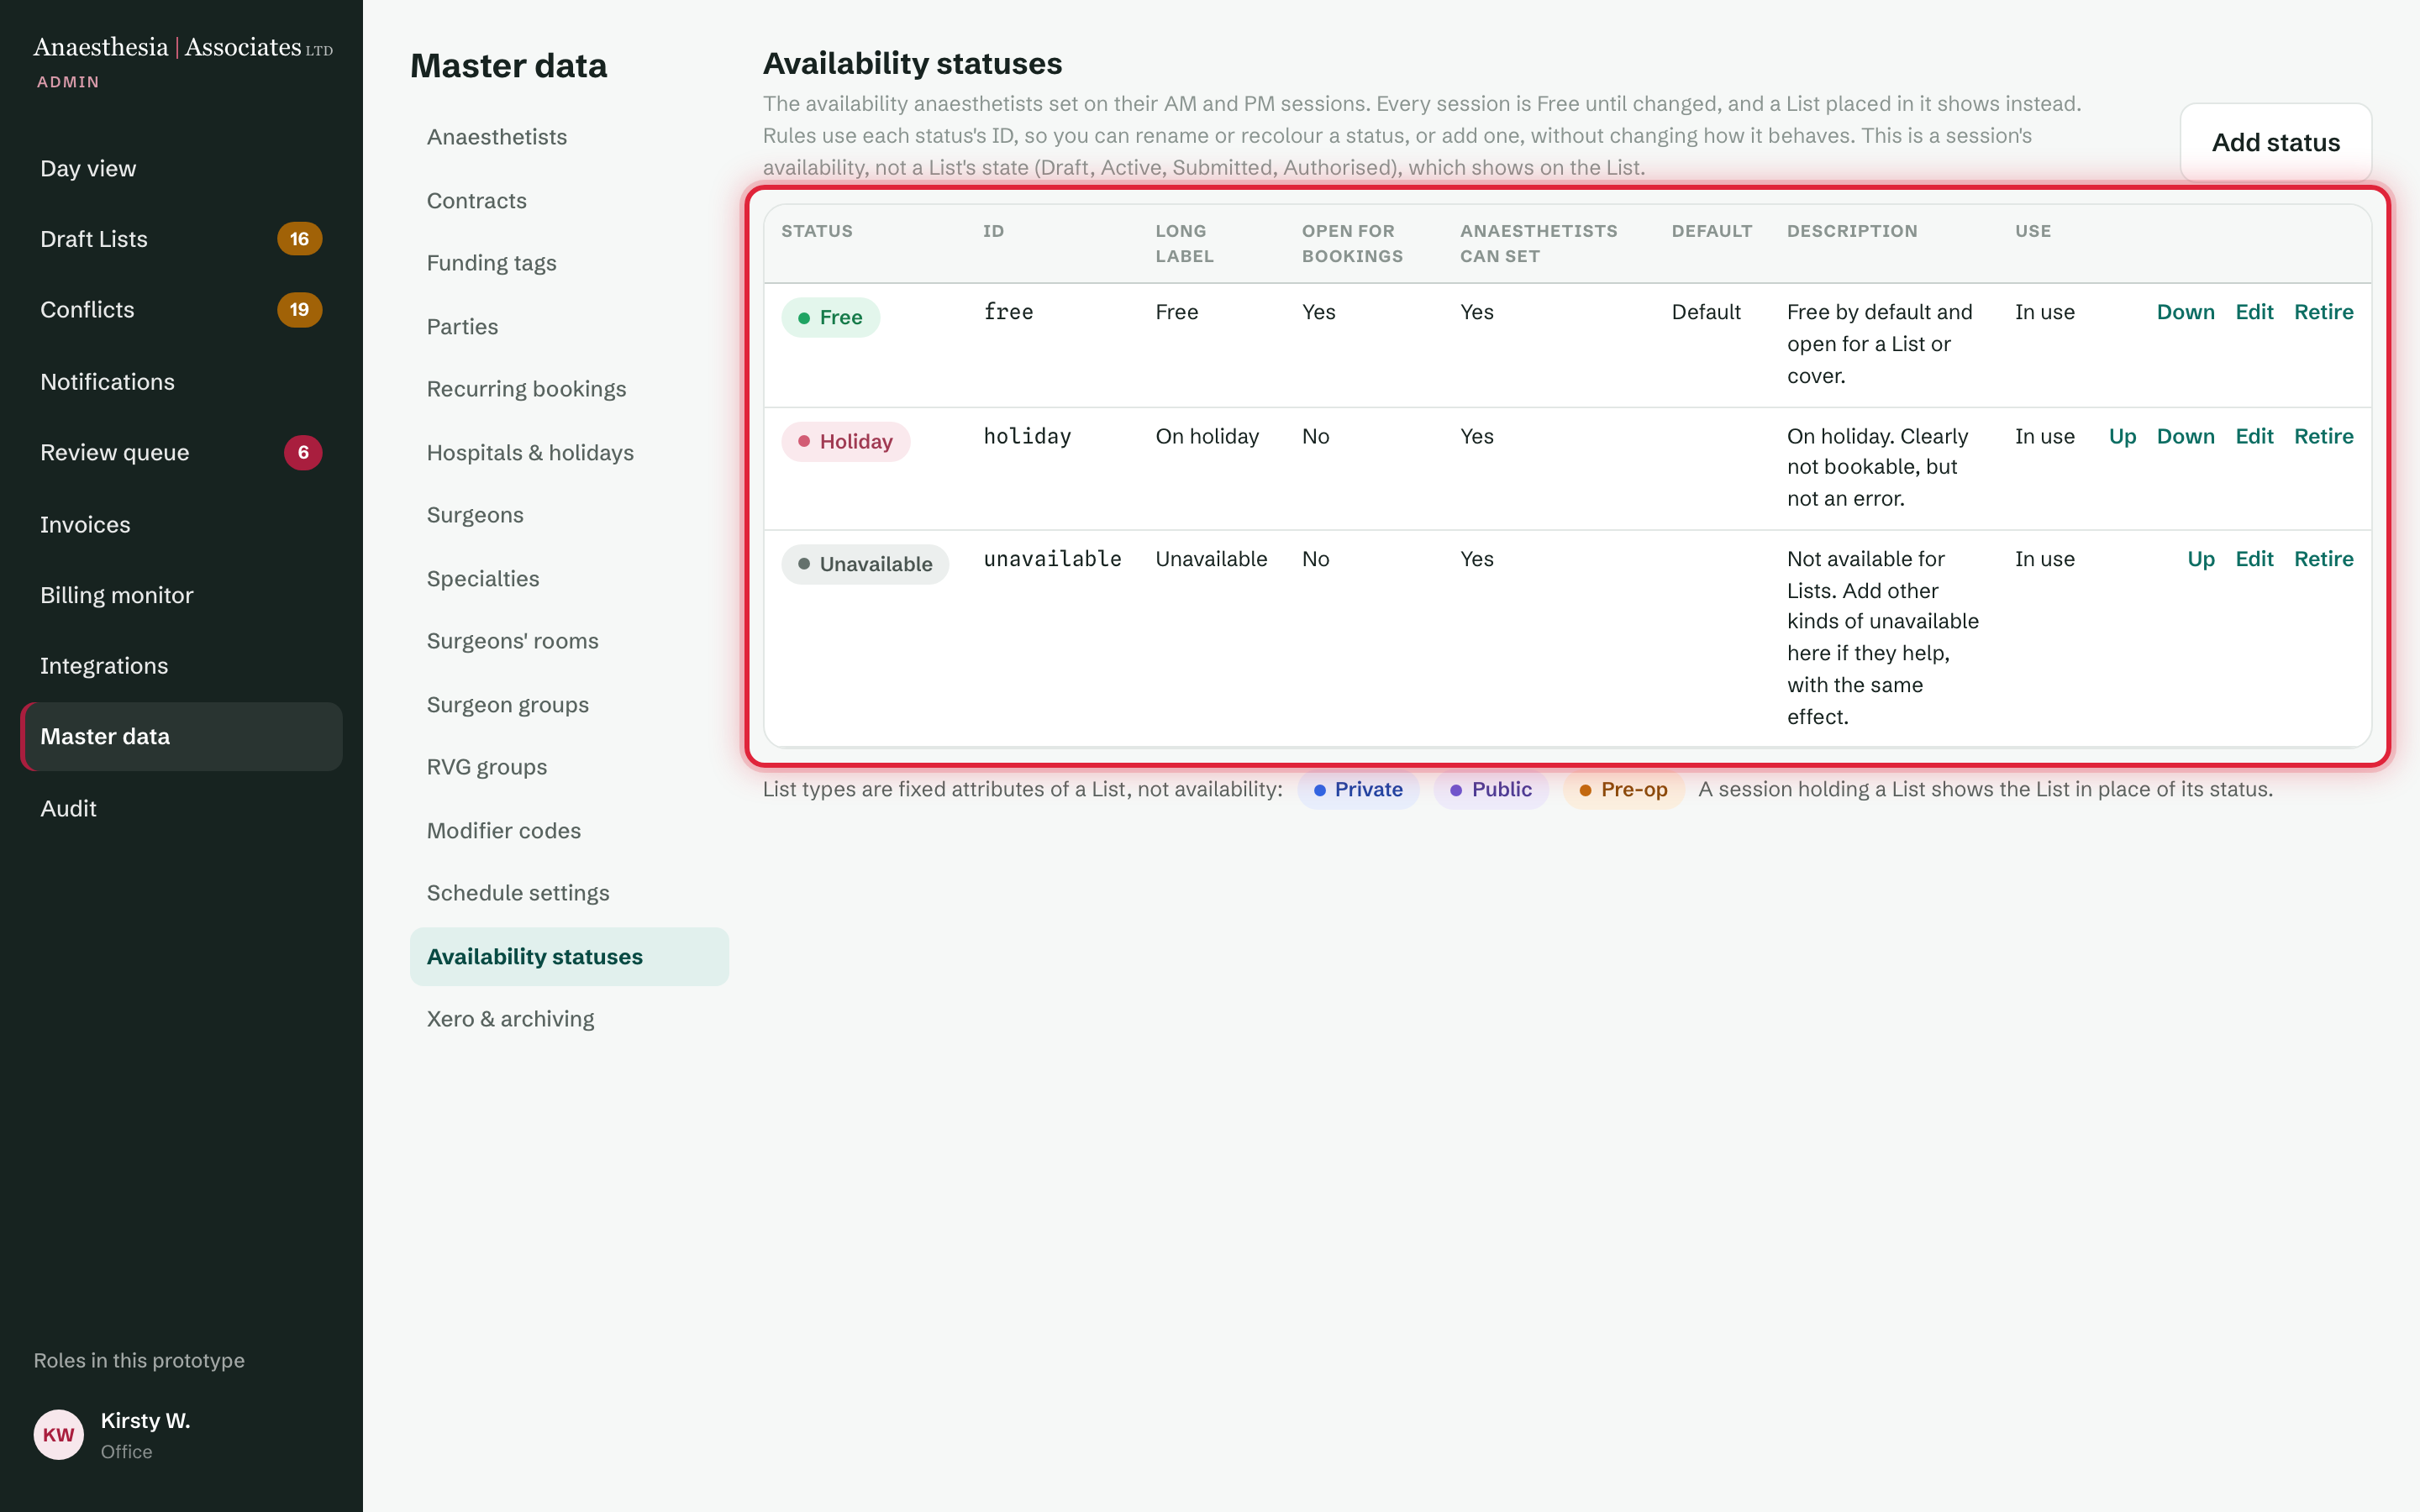 Anaesthesia | Associates LTD
ADMIN
Day view
Draft Lists 16
Conflicts 19
Notifications
Review queue 6
Invoices
Billing monitor
Integrations
Master data
Audit
Roles in this prototype
KW
Kirsty W.
Office
Master data
Anaesthetists
Contracts
Funding tags
Parties
Recurring bookings
Hospitals & holidays
Surgeons
Specialties
Surgeons' rooms
Surgeon groups
RVG groups
Modifier codes
Schedule settings
Availability statuses
Xero & archiving
Availability statuses
The availability anaesthetists set on their AM and PM sessions. Every session is Free until changed, and a List placed in it shows instead.
Rules use each status's ID, so you can rename or recolour a status, or add one, without changing how it behaves. This is a session's
availability, not a List's state (Draft, Active, Submitted, Authorised), which shows on the List.
Add status
STATUS ID LONG LABEL OPEN FOR BOOKINGS ANAESTHETISTS CAN SET DEFAULT DESCRIPTION USE
Free free Free Yes Yes Default Free by default and In use Down Edit Retire
open for a List or
cover.
Holiday holiday On holiday No Yes On holiday. Clearly In use Up Down Edit Retire
not bookable, but
not an error.
Unavailable unavailable Unavailable No Yes Not available for In use Up Edit Retire
Lists. Add other
kinds of unavailable
here if they help,
with the same
effect.
List types are fixed attributes of a List, not availability: Private Public Pre-op A session holding a List shows the List in place of its status.